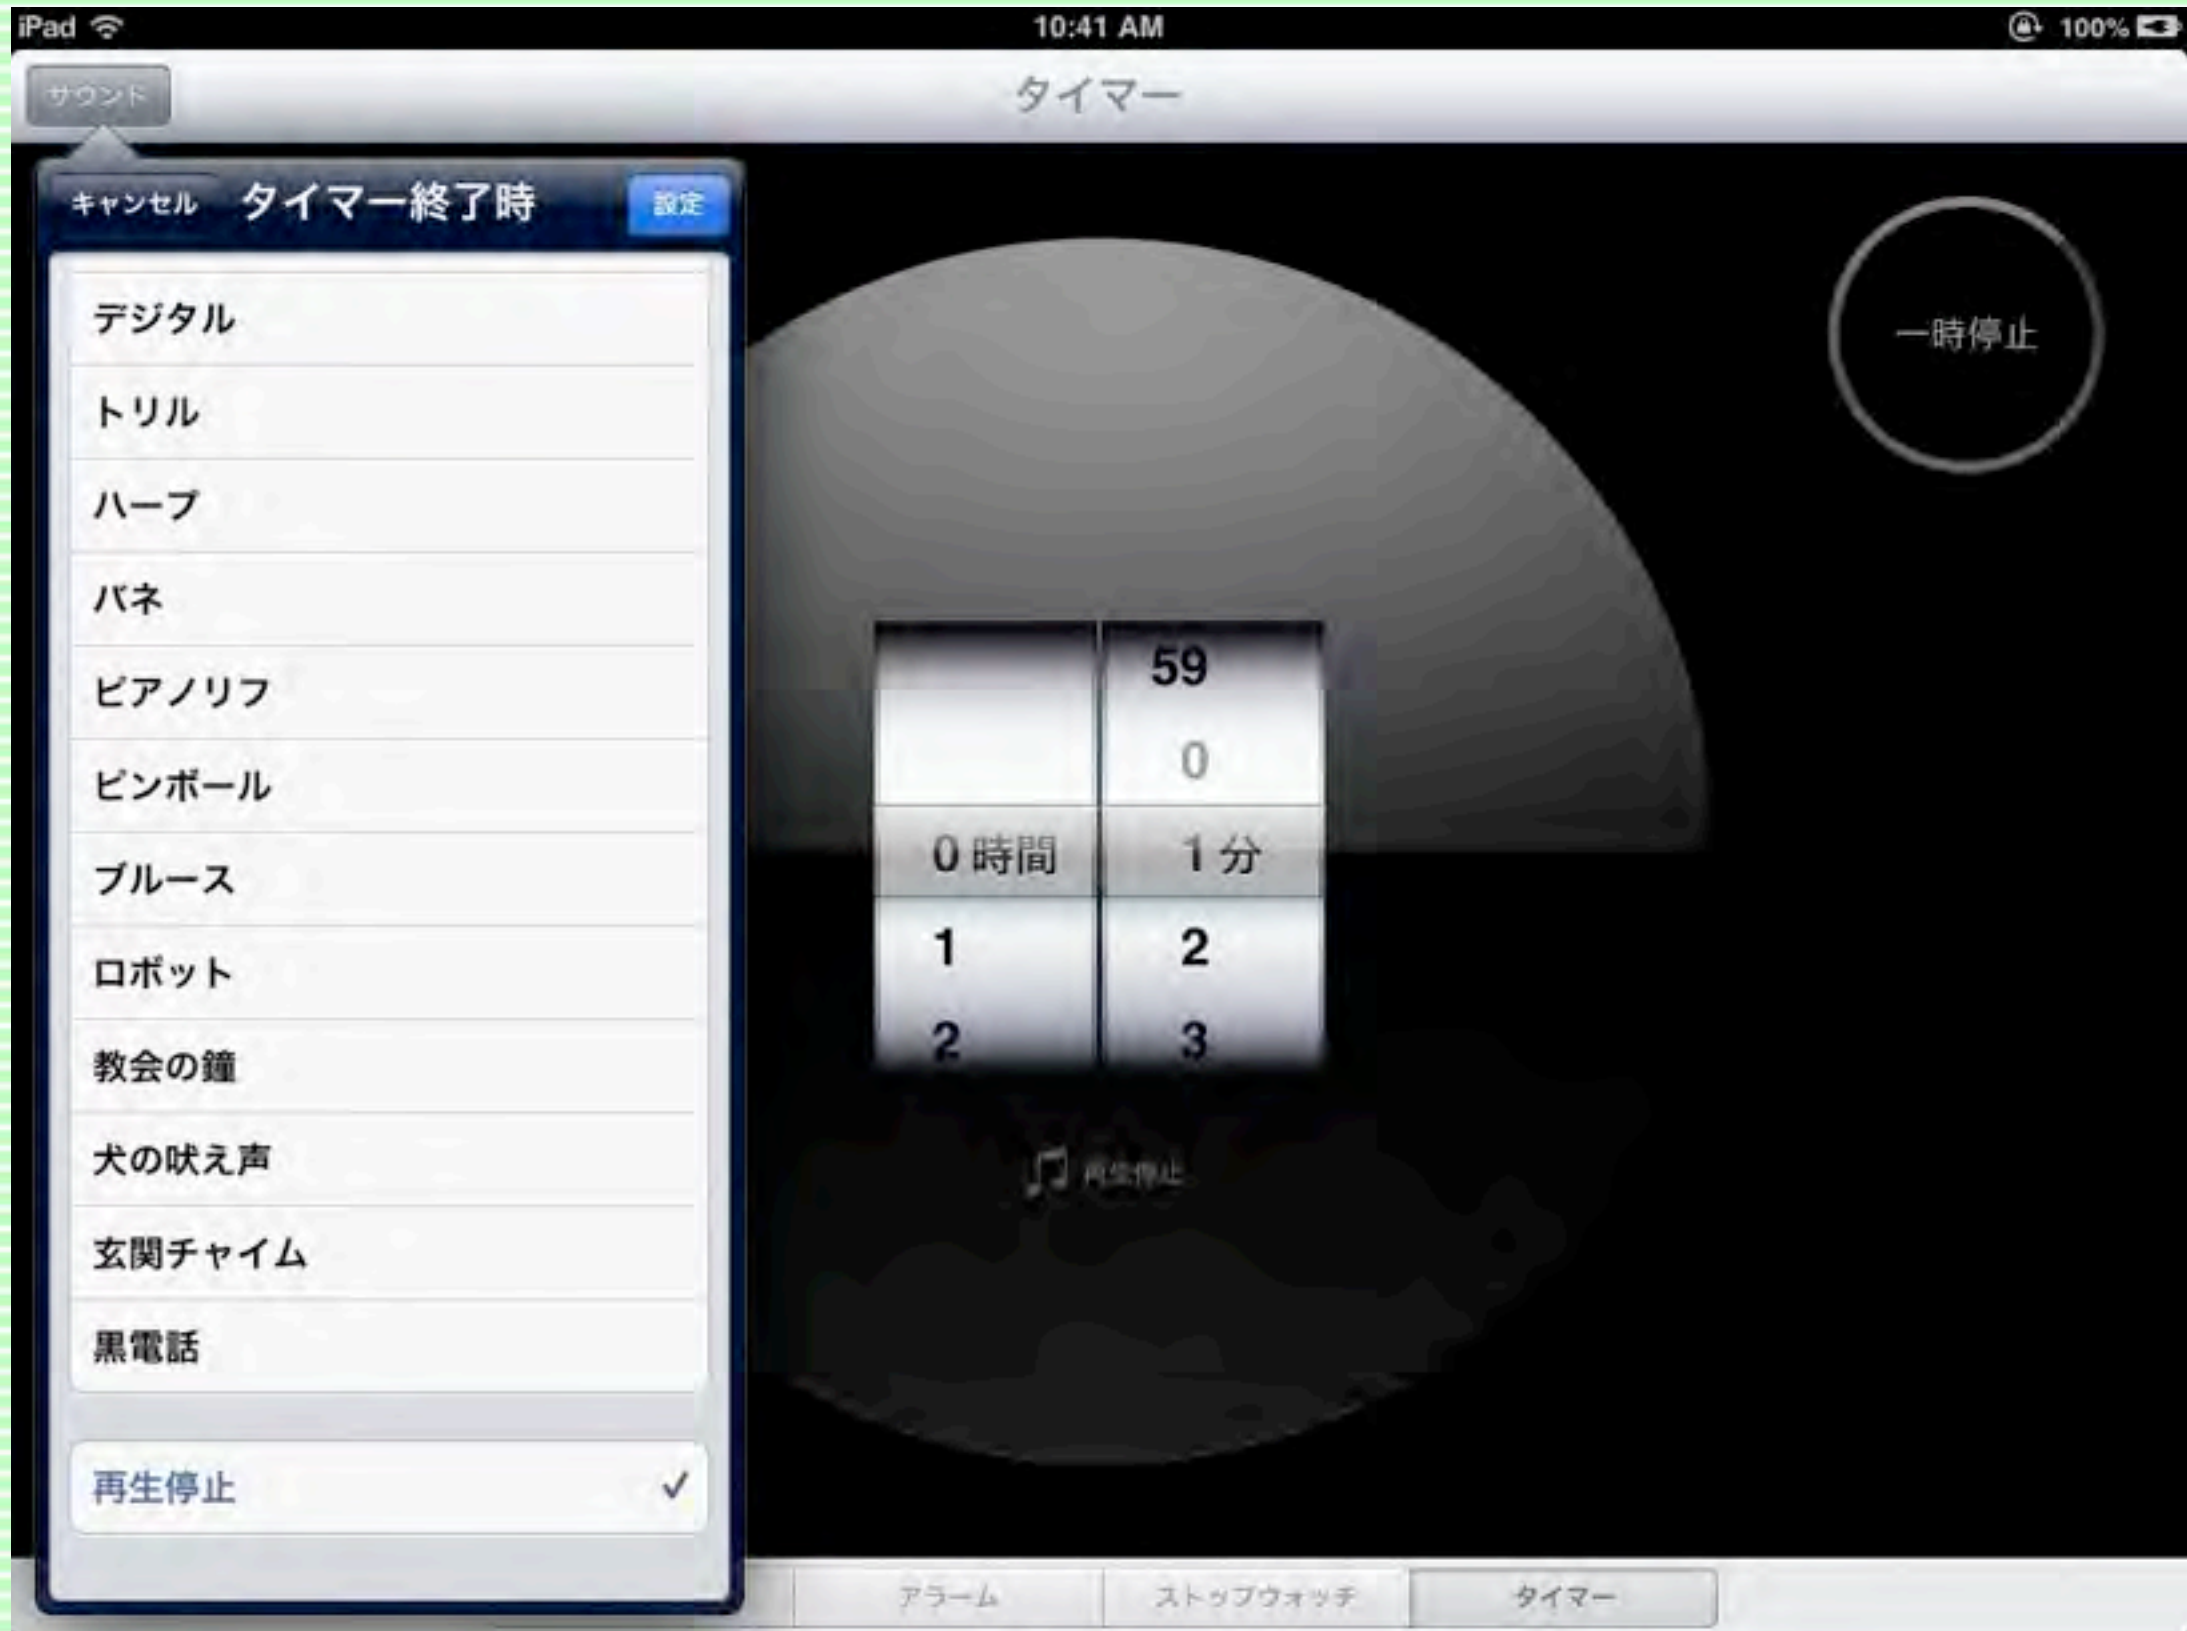 iPad 10:41 AM 100%
サウンド タイマー
キャンセル タイマー終了時 設定
デジタル
トリル
ハープ
バネ
ピアノリフ
ピンボール
ブルース
ロボット
教会の鐘
犬の吠え声
玄関チャイム
黒電話
再生停止
一時停止
59
0
0 時間 1 分
1 2
2 3
再生停止
アラーム ストップウォッチ タイマー